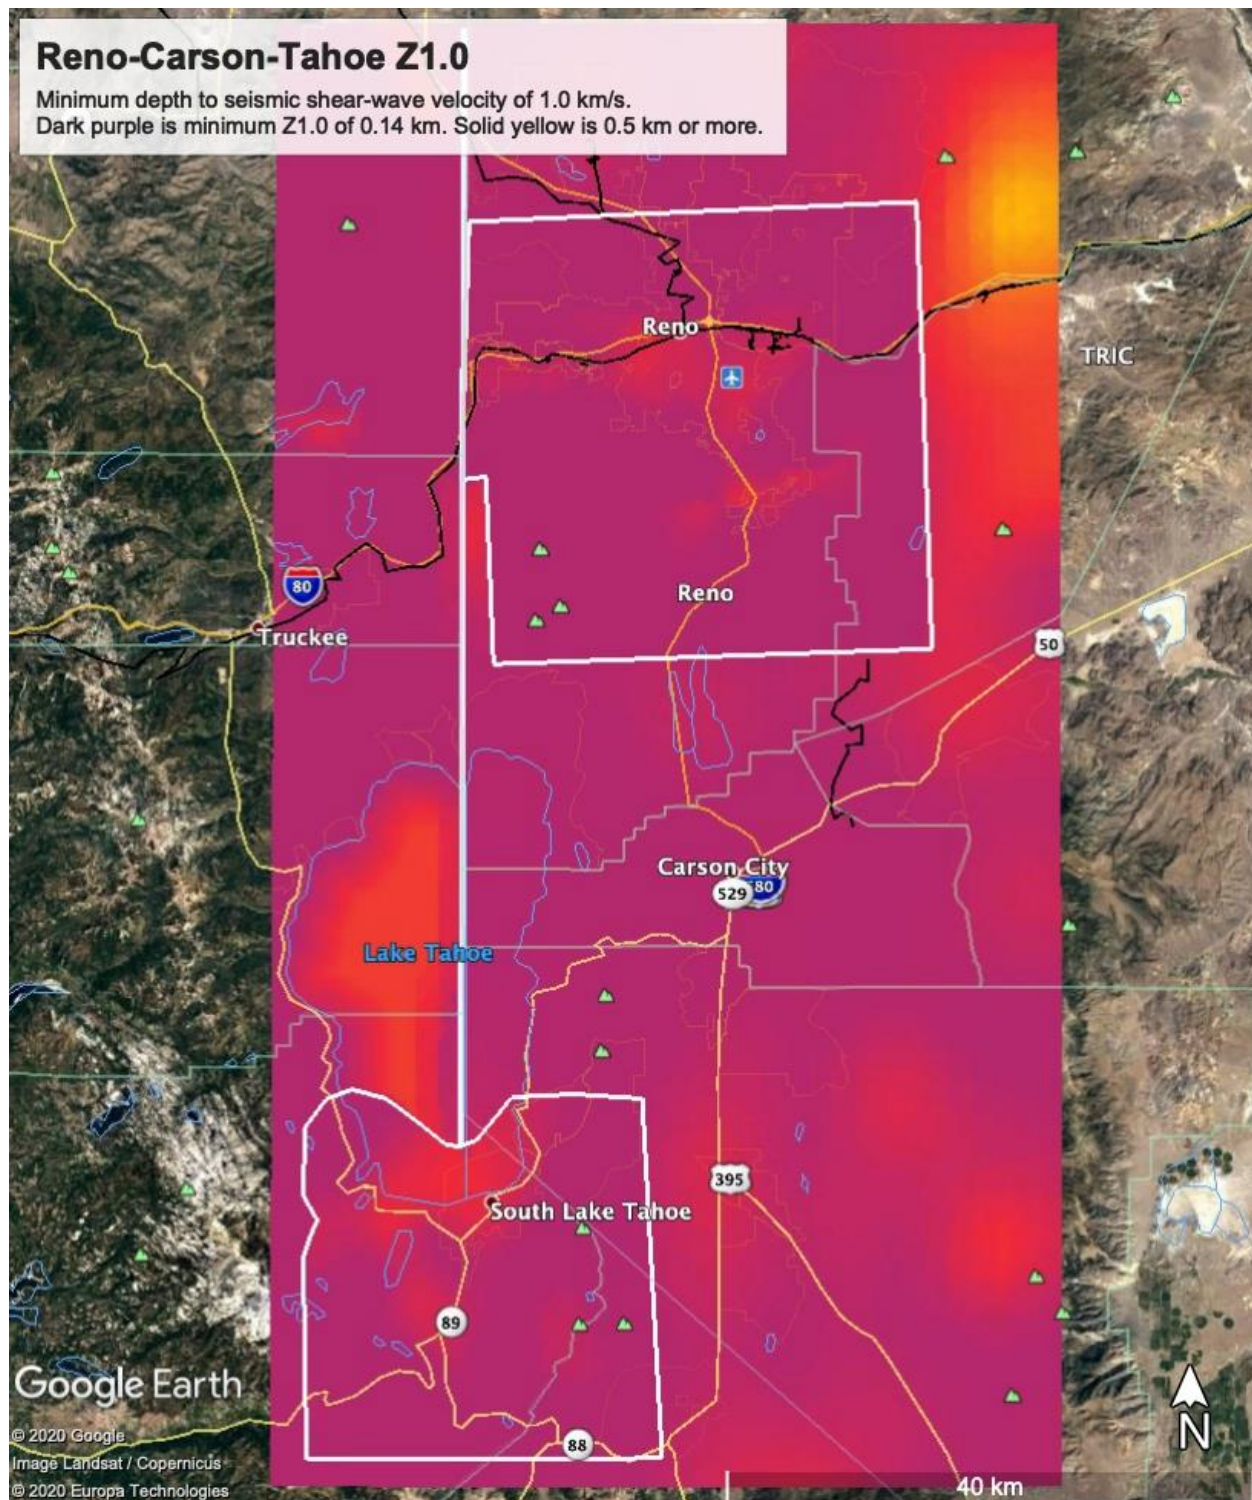 Reno-Carson-Tahoe Z1.0
Minimum depth to seismic shear-wave velocity of 1.0 km/s.
Dark purple is minimum Z1.0 of 0.14 km. Solid yellow is 0.5 km or more.
Reno
TRIC
80
Reno
Truckee
50
Carson City
529
580
Lake Tahoe
395
South Lake Tahoe
89
Google Earth
N
© 2020 Google
88
Image Landsat / Copernicus
40 km
© 2020 Europa Technologies